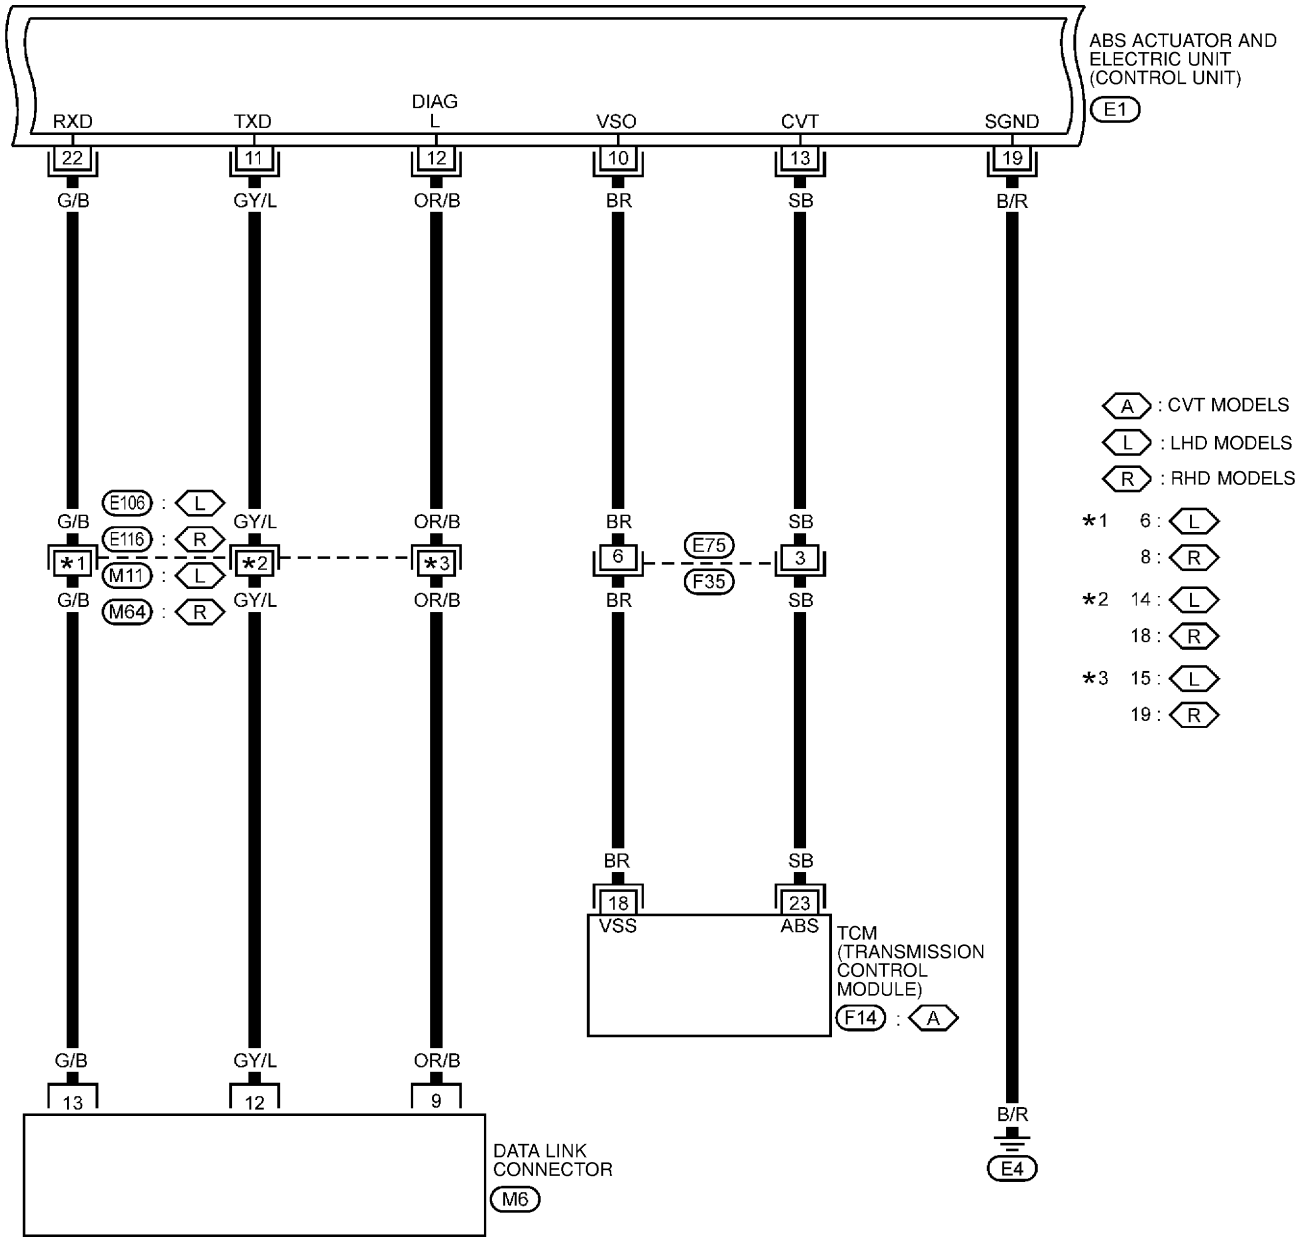 ABS ACTUATOR AND
ELECTRIC UNIT
(CONTROL UNIT)
E1
DIAG
RXD TXD L VSO CVT SGND
22 11 12 10 13 19
G/B GY/L OR/B BR SB B/R
A : CVT MODELS
L : LHD MODELS
R : RHD MODELS
E106 : L
G/B GY/L OR/B BR SB
*1 6 : L
E116 : R
E75
*1 *2 *3 6 3
8 : R
M11 : L
F35
G/B GY/L OR/B BR SB
*2 14 : L
M64 : R
18 : R
*3 15 : L
19 : R
BR SB
18 23
VSS ABS
TCM
(TRANSMISSION
CONTROL
MODULE)
F14 : A
G/B GY/L OR/B
13 12 9
B/R
E4
DATA LINK
CONNECTOR
M6